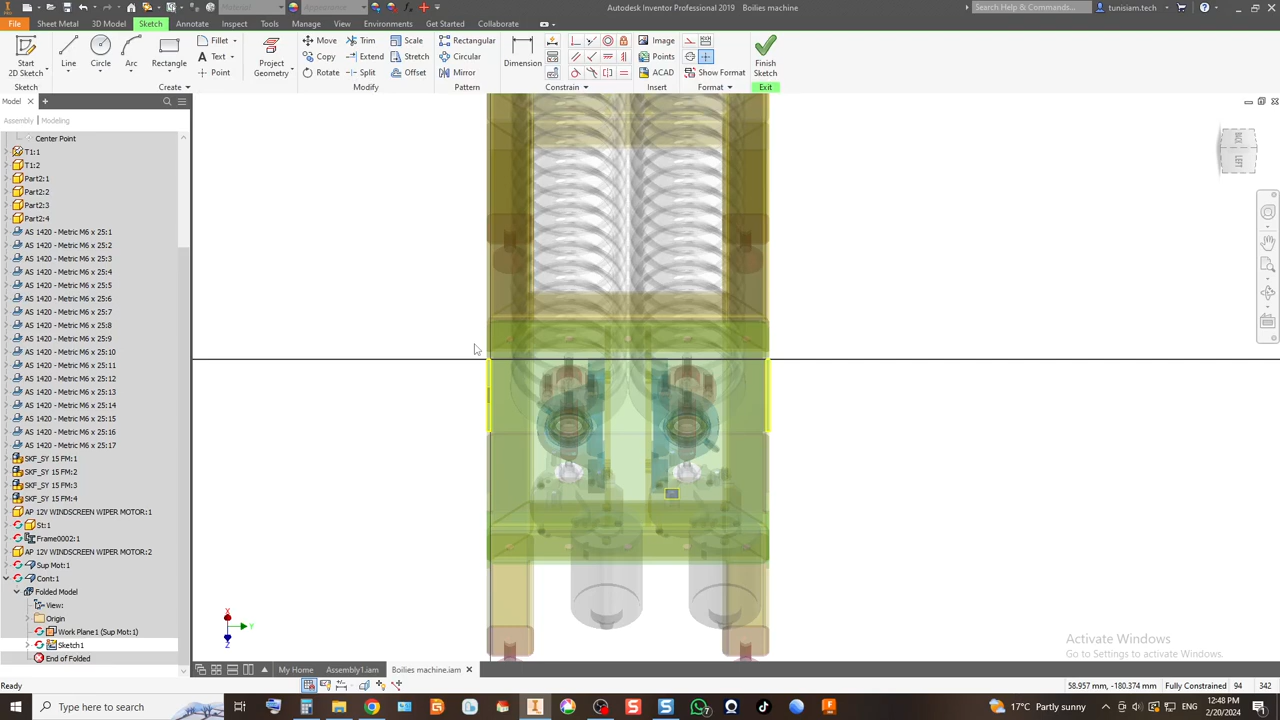 Material
Appearance
Autodesk Inventor Professional 2019 Boilies machine
Search Help & Commands...
tunisiam.tech
File Sheet Metal 3D Model Sketch Annotate Inspect Tools Manage View Environments Get Started Collaborate
Start
2D Sketch
Line Circle Arc Rectangle
Fillet
Text
Point
Project
Geometry
Move Trim Scale
Copy Extend Stretch
Rotate Split Offset
Rectangular
Circular
Mirror
Dimension
Image
Points
ACAD
Show Format
Finish
Sketch
Sketch Create Modify Pattern Constrain Insert Format Exit
Model
Assembly Modeling
Center Point
T1:1
T1:2
Part2:1
Part2:2
Part2:3
Part2:4
AS 1420 - Metric M6 x 25:1
AS 1420 - Metric M6 x 25:2
AS 1420 - Metric M6 x 25:3
AS 1420 - Metric M6 x 25:4
AS 1420 - Metric M6 x 25:5
AS 1420 - Metric M6 x 25:6
AS 1420 - Metric M6 x 25:7
AS 1420 - Metric M6 x 25:8
AS 1420 - Metric M6 x 25:9
AS 1420 - Metric M6 x 25:10
AS 1420 - Metric M6 x 25:11
AS 1420 - Metric M6 x 25:12
AS 1420 - Metric M6 x 25:13
AS 1420 - Metric M6 x 25:14
AS 1420 - Metric M6 x 25:15
AS 1420 - Metric M6 x 25:16
AS 1420 - Metric M6 x 25:17
SKF_SY 15 FM:1
SKF_SY 15 FM:2
SKF_SY 15 FM:3
SKF_SY 15 FM:4
AP 12V WINDSCREEN WIPER MOTOR:1
St:1
Frame0002:1
AP 12V WINDSCREEN WIPER MOTOR:2
Sup Mot:1
Cont:1
Folded Model
View:
Origin
Work Plane1 (Sup Mot:1)
Sketch1
End of Folded
BACK
LEFT
X
Y
Z
Activate Windows
Go to Settings to activate Windows.
My Home Assembly1.iam Boilies machine.iam
Ready
58.957 mm, -180.374 mm Fully Constrained 94 342
Type here to search
17°C Partly sunny
12:48 PM
2/20/2024